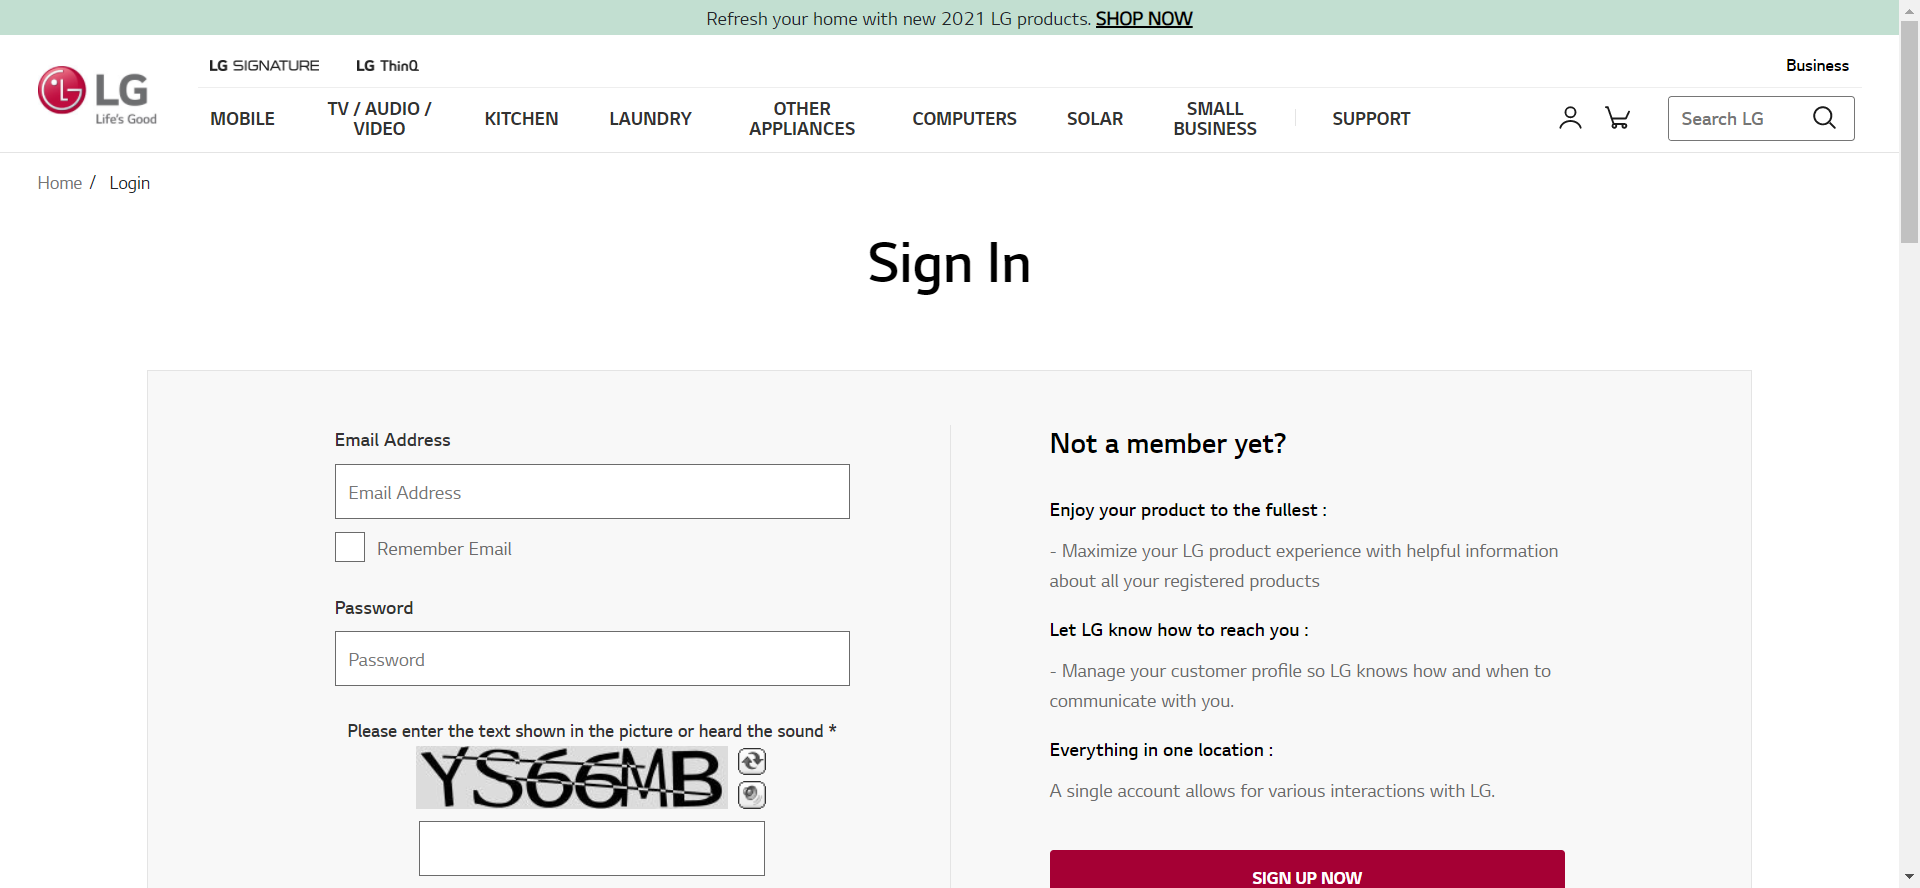 Refresh your home with new 2021 LG products. SHOP NOW
LG SIGNATURE
LG ThinQ
Business
LG
Life's Good
MOBILE
TV / AUDIO /
VIDEO
KITCHEN
LAUNDRY
OTHER
APPLIANCES
COMPUTERS
SOLAR
SMALL
BUSINESS
SUPPORT
Search LG
Home / Login
Sign In
Email Address
Email Address
Remember Email
Password
Password
Please enter the text shown in the picture or heard the sound *
Not a member yet?
Enjoy your product to the fullest :
- Maximize your LG product experience with helpful information
about all your registered products
Let LG know how to reach you :
- Manage your customer profile so LG knows how and when to
communicate with you.
Everything in one location :
A single account allows for various interactions with LG.
SIGN UP NOW